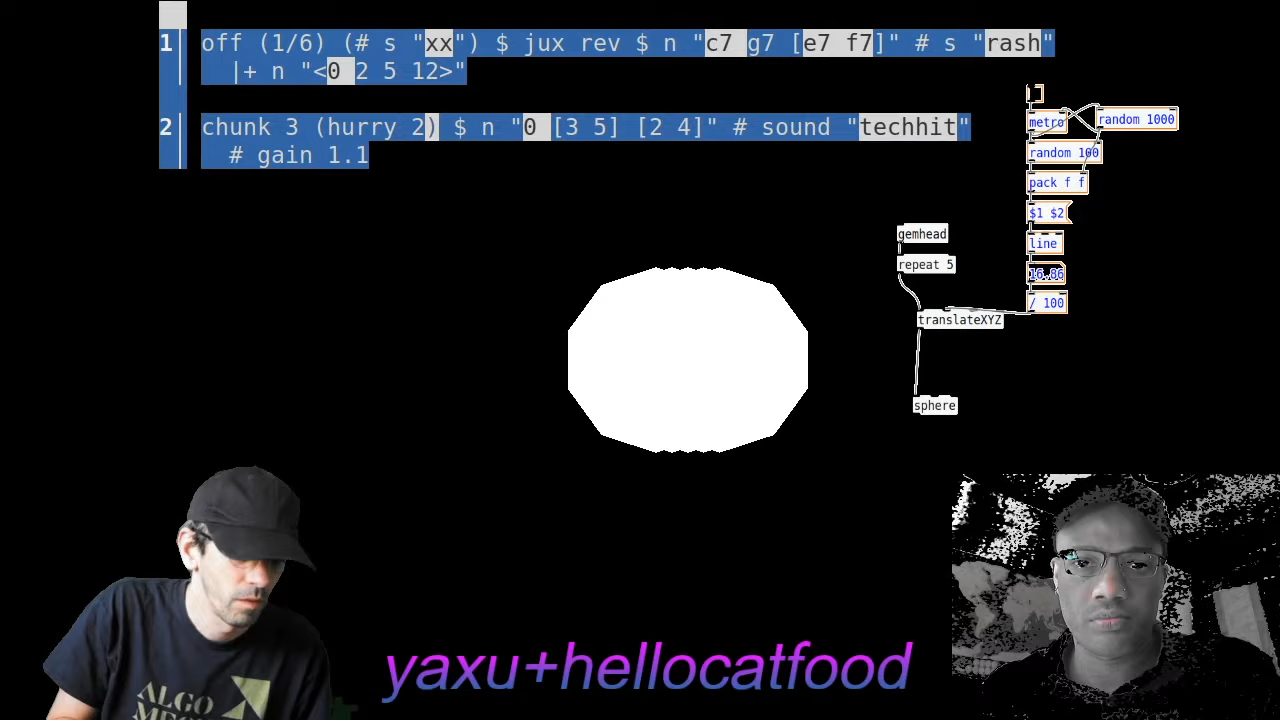 1 off (1/6) (# s "xx") $ jux rev $ n "c7 g7 [e7 f7]" # s "rash"
|+ n "<0 2 5 12>"
2 chunk 3 (hurry 2) $ n "0 [3 5] [2 4]" # sound "techhit"
# gain 1.1
metro
random 1000
random 100
pack f f
$1 $2
line
16.86
/ 100
gemhead
repeat 5
translateXYZ
sphere
yaxu+hellocatfood
ALGO